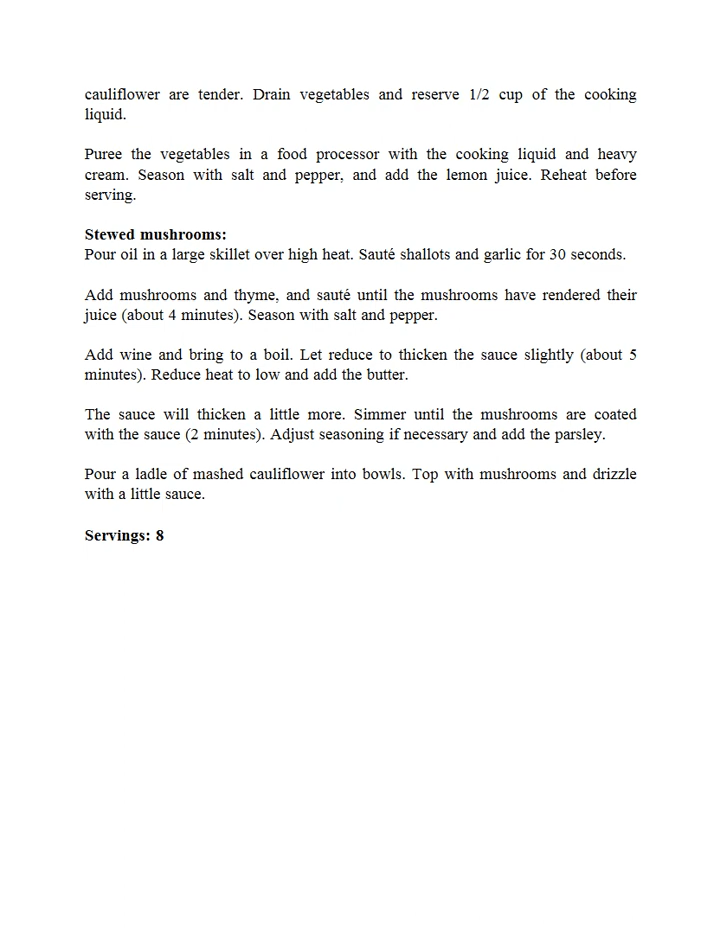 cauliflower are tender. Drain vegetables and reserve 1/2 cup of the cooking
liquid.
Puree the vegetables in a food processor with the cooking liquid and heavy
cream. Season with salt and pepper, and add the lemon juice. Reheat before
serving.
Stewed mushrooms:
Pour oil in a large skillet over high heat. Sauté shallots and garlic for 30 seconds.
Add mushrooms and thyme, and sauté until the mushrooms have rendered their
juice (about 4 minutes). Season with salt and pepper.
Add wine and bring to a boil. Let reduce to thicken the sauce slightly (about 5
minutes). Reduce heat to low and add the butter.
The sauce will thicken a little more. Simmer until the mushrooms are coated
with the sauce (2 minutes). Adjust seasoning if necessary and add the parsley.
Pour a ladle of mashed cauliflower into bowls. Top with mushrooms and drizzle
with a little sauce.
Servings: 8